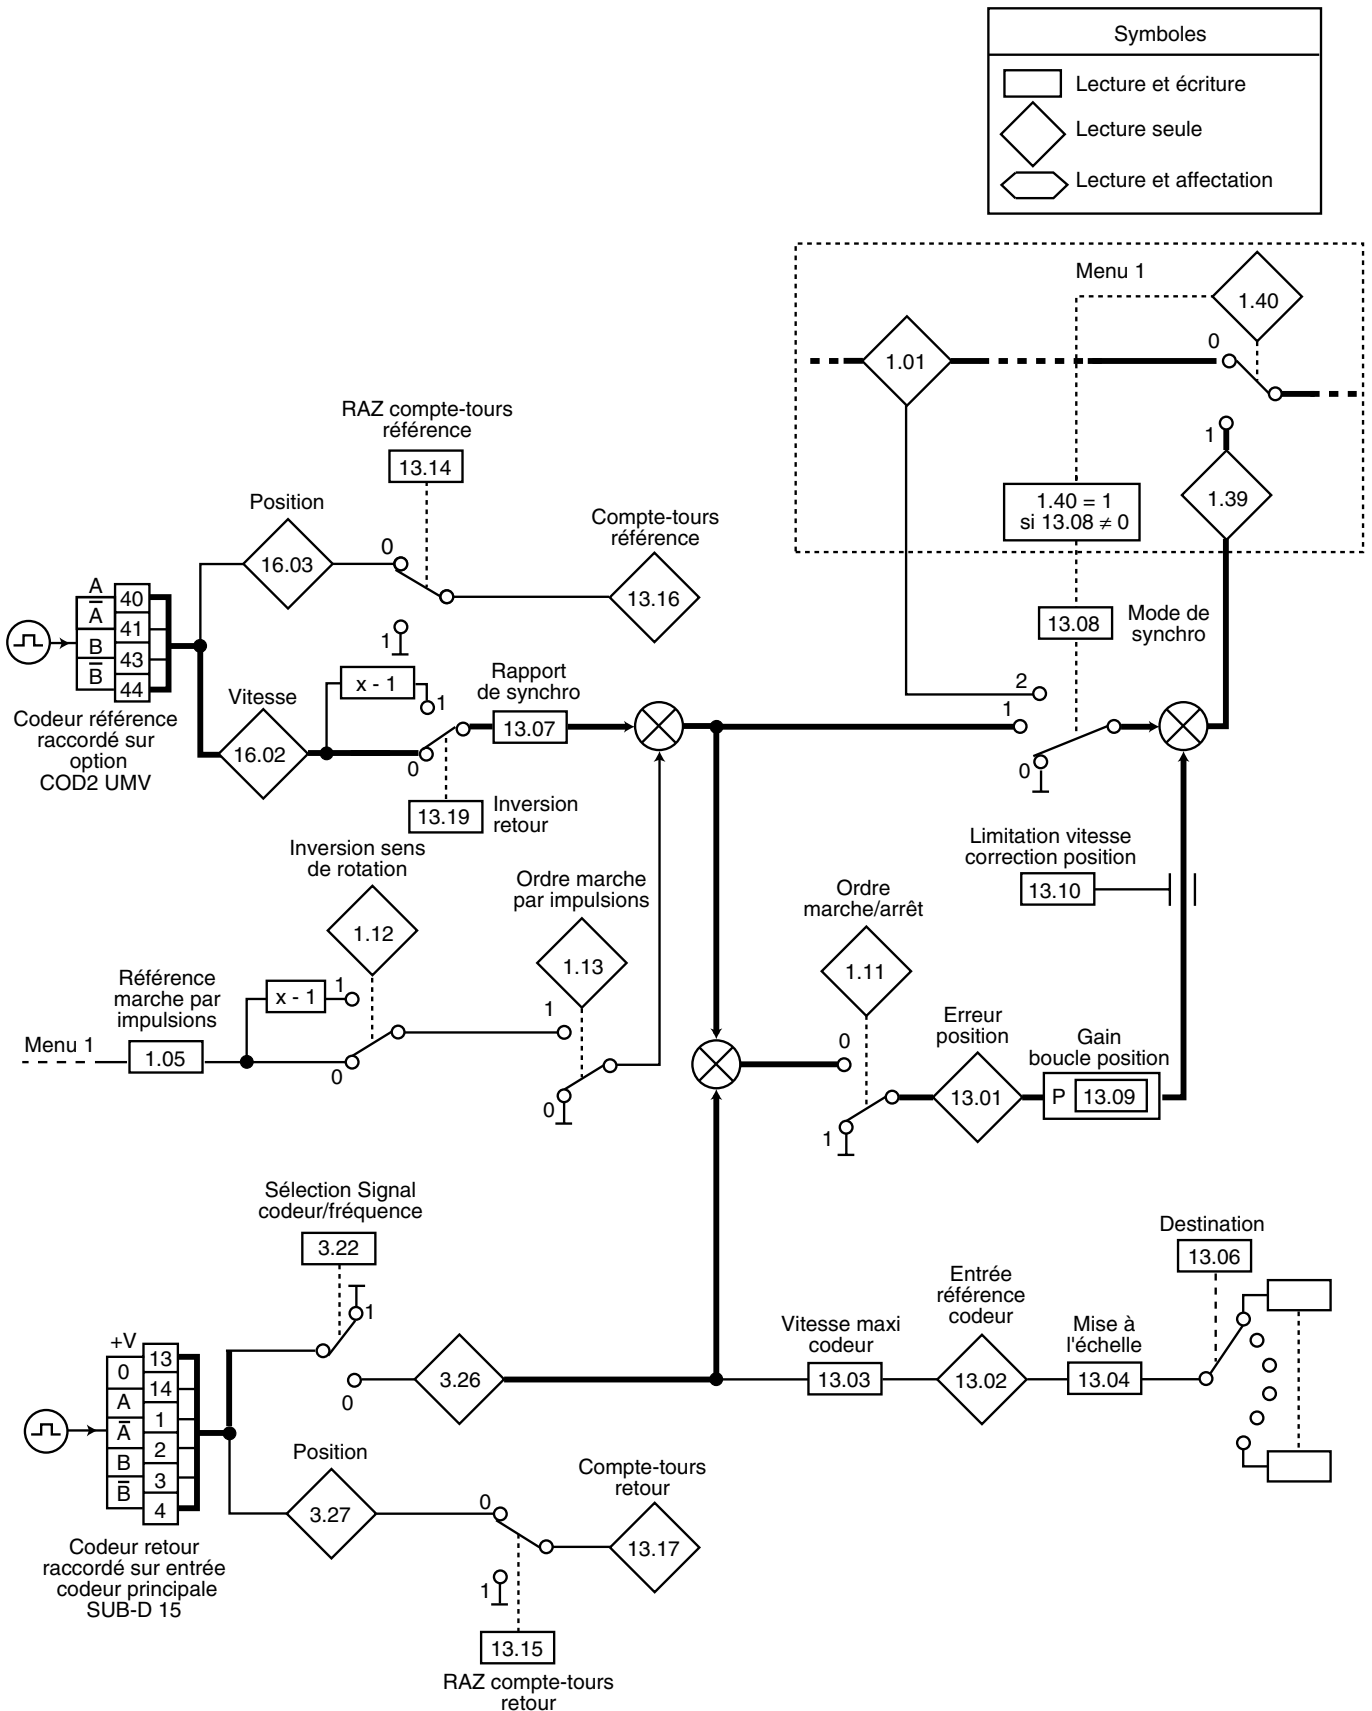 Symboles
Lecture et écriture
Lecture seule
Lecture et affectation
Menu 1
1.40
0
1.01
1
1.39
1.40 = 1
si 13.08 ≠ 0
RAZ compte-tours
référence
13.14
Position
16.03
0
1
Compte-tours
référence
13.16
13.08
Mode de
synchro
A
A̅
B
B̅
40
41
43
44
Codeur référence
raccordé sur
option
COD2 UMV
Vitesse
16.02
x - 1
1
0
Rapport
de synchro
13.07
2
1
0
13.19
Inversion
retour
Limitation vitesse
correction position
13.10
Inversion sens
de rotation
1.12
Ordre marche
par impulsions
1.13
Ordre
marche/arrêt
1.11
Référence
marche par
impulsions
Menu 1
1.05
x - 1
1
0
1
0
0
1
Erreur
position
13.01
Gain
boucle position
P
13.09
Sélection Signal
codeur/fréquence
3.22
1
0
3.26
Vitesse maxi
codeur
13.03
Entrée
référence
codeur
13.02
Mise à
l'échelle
13.04
Destination
13.06
+V
0
A
A̅
B
B̅
13
14
1
2
3
4
Codeur retour
raccordé sur entrée
codeur principale
SUB-D 15
Position
3.27
0
1
Compte-tours
retour
13.17
13.15
RAZ compte-tours
retour